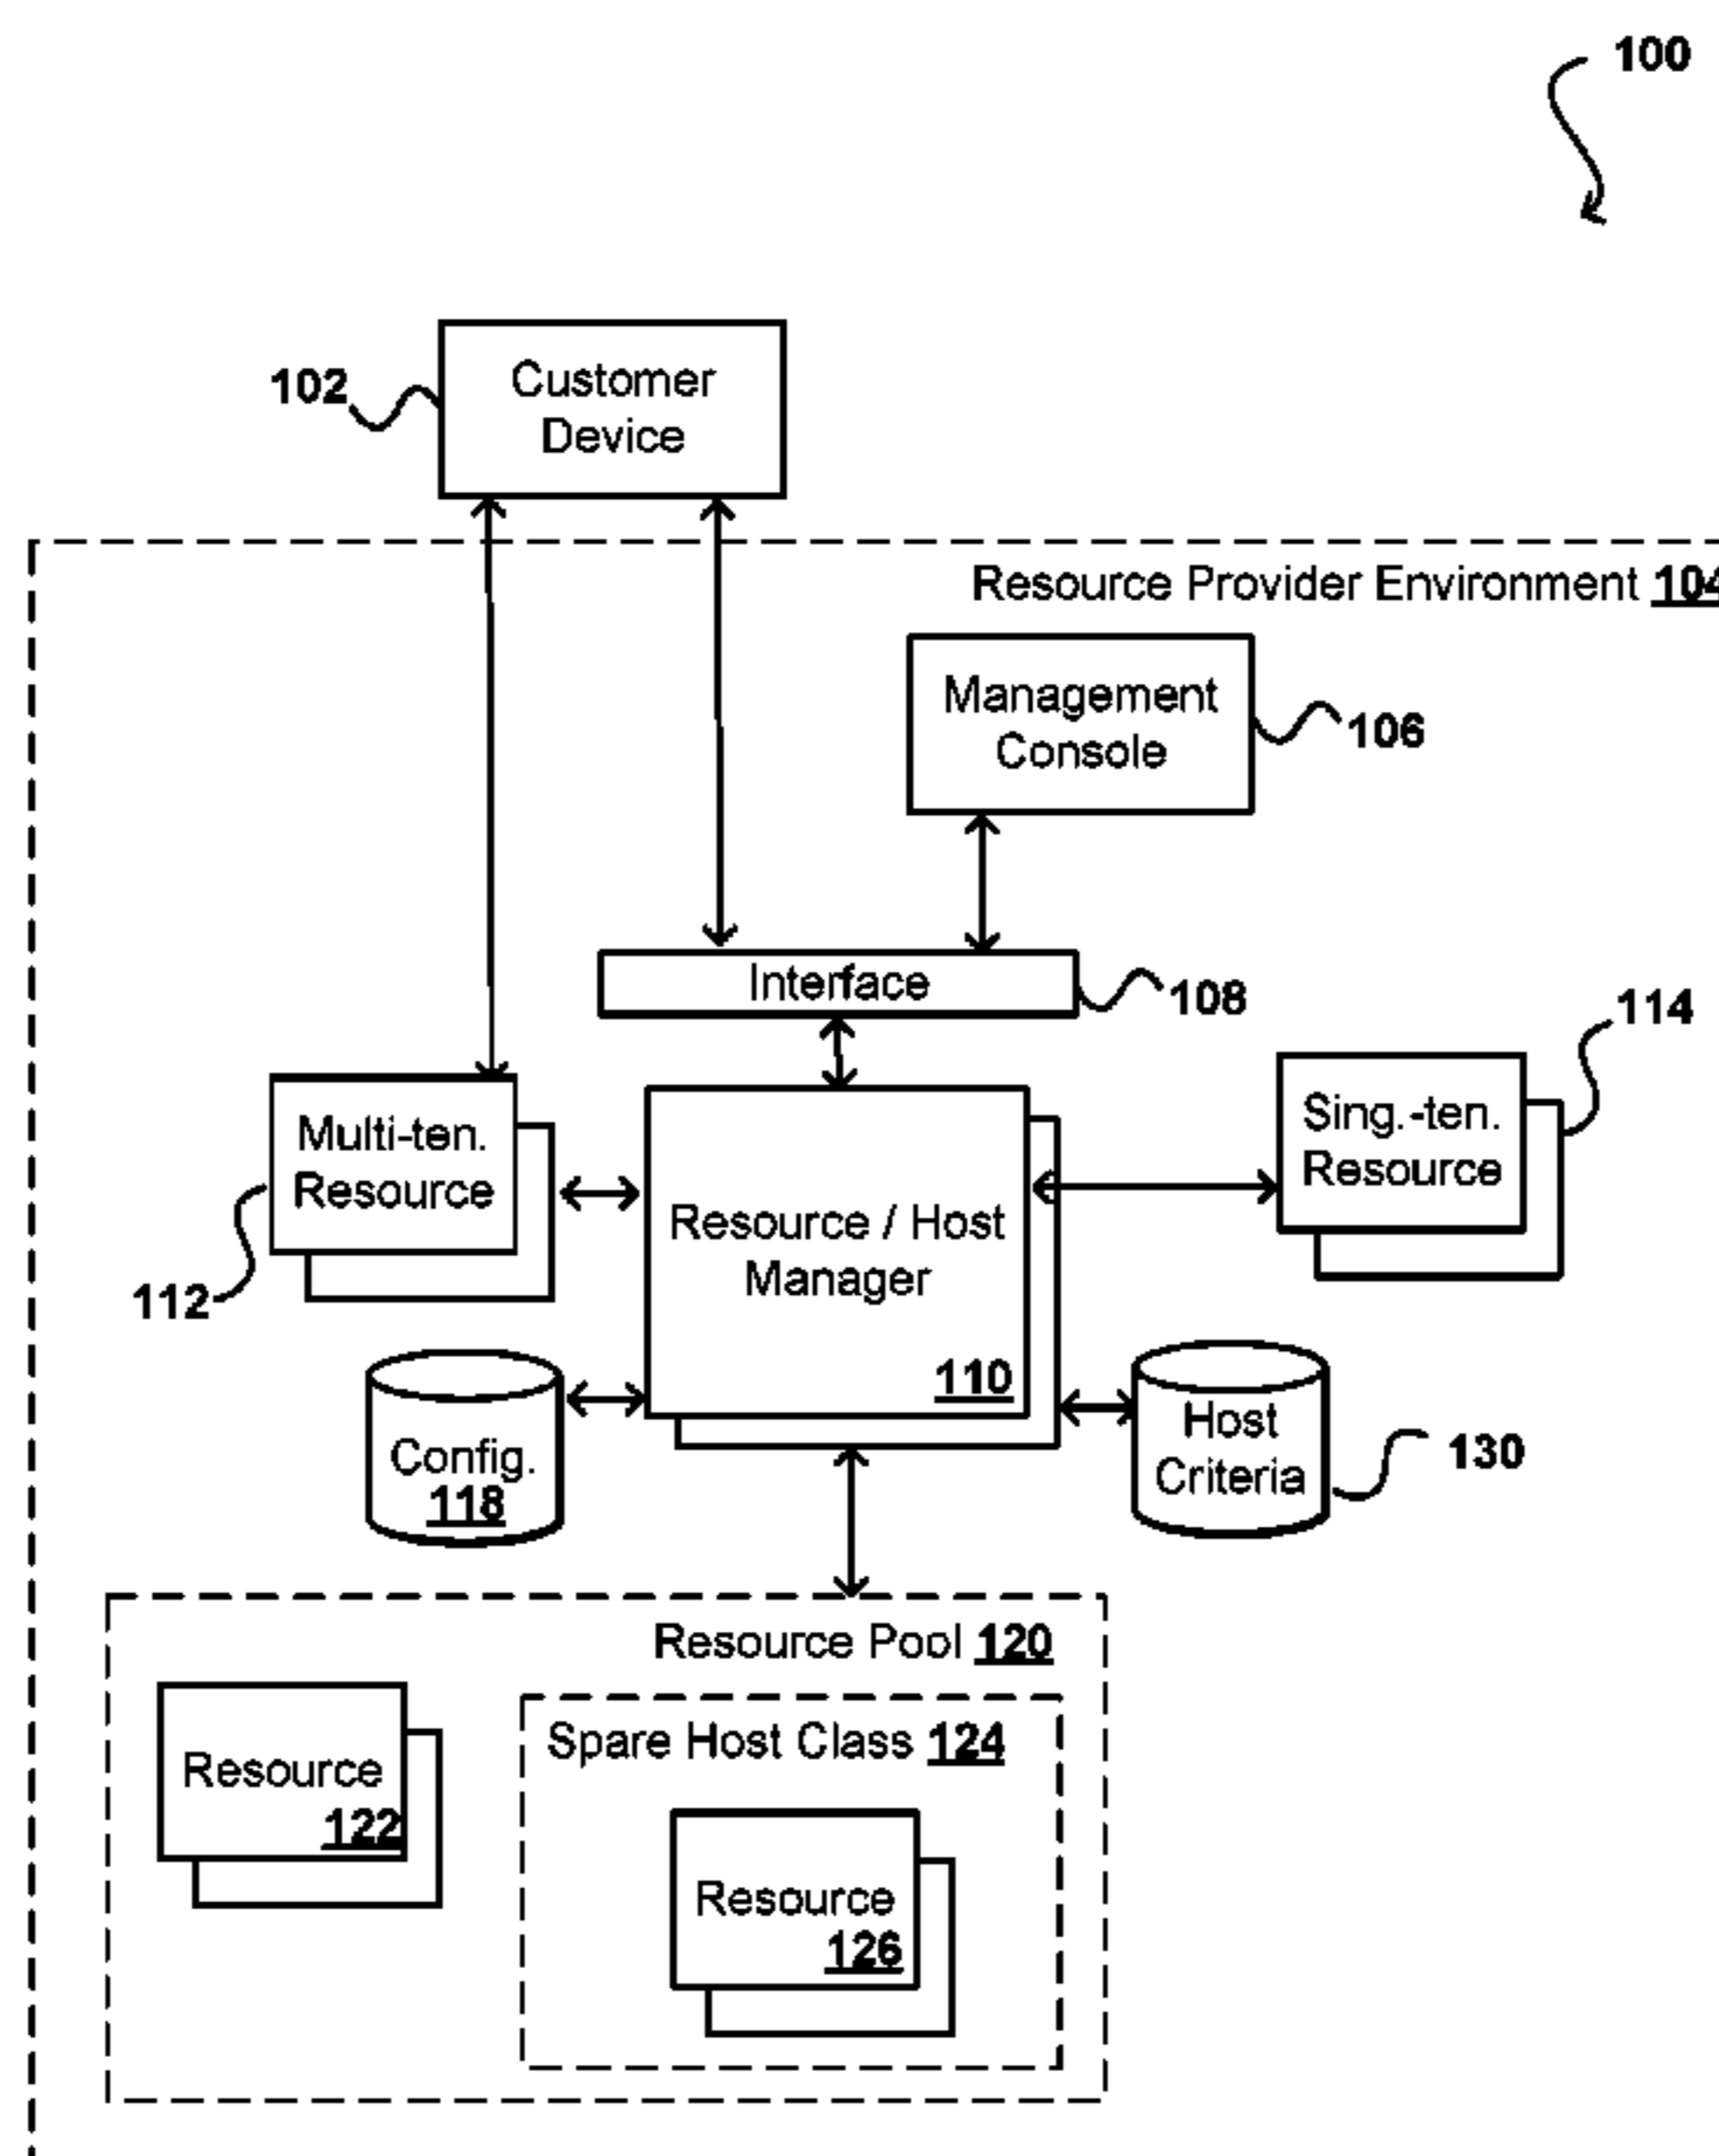 100
102
Customer
Device
Resource Provider Environment 104
Management
Console
106
Interface
108
114
Multi-ten.
Resource
112
Resource / Host
Manager
110
Sing.-ten.
Resource
Config.
118
Host
Criteria
130
Resource Pool 120
Resource
122
Spare Host Class 124
Resource
126